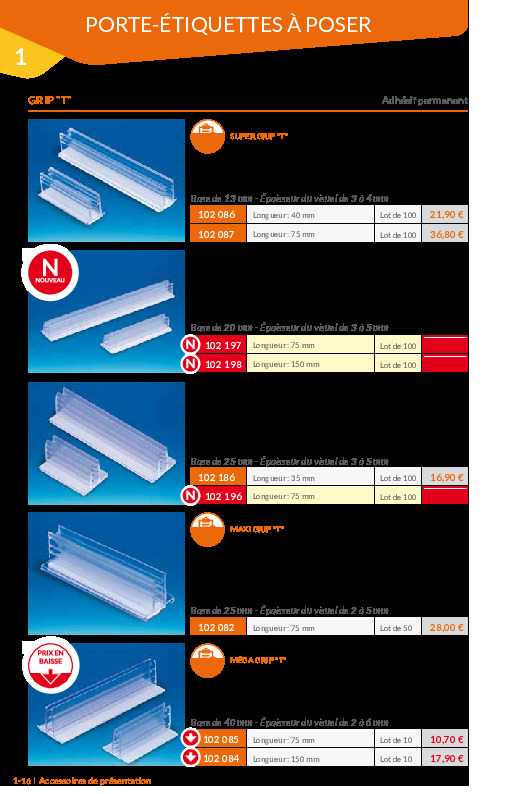 PORTE-ÉTIQUETTES À POSER
1
GRIP "T"
Adhésif permanent
SUPER GRIP "T"
Base de 13 mm - Épaisseur du visuel de 3 à 4 mm
102 086 Longueur: 40 mm Lot de 100 21,90 €
102 087 Longueur: 75 mm Lot de 100 36,80 €
N
NOUVEAU
Base de 20 mm - Épaisseur du visuel de 3 à 5 mm
N 102 197 Longueur: 75 mm Lot de 100
N 102 198 Longueur: 150 mm Lot de 100
Base de 25 mm - Épaisseur du visuel de 3 à 5 mm
102 186 Longueur: 35 mm Lot de 100 16,90 €
N 102 196 Longueur: 75 mm Lot de 100
MAXI GRIP "T"
Base de 25 mm - Épaisseur du visuel de 2 à 5 mm
102 082 Longueur: 75 mm Lot de 50 28,00 €
PRIX EN
BAISSE
MÉGA GRIP "T"
Base de 40 mm - Épaisseur du visuel de 2 à 6 mm
102 085 Longueur: 75 mm Lot de 10 10,70 €
102 084 Longueur: 150 mm Lot de 10 17,90 €
1-16 | Accessoires de présentation